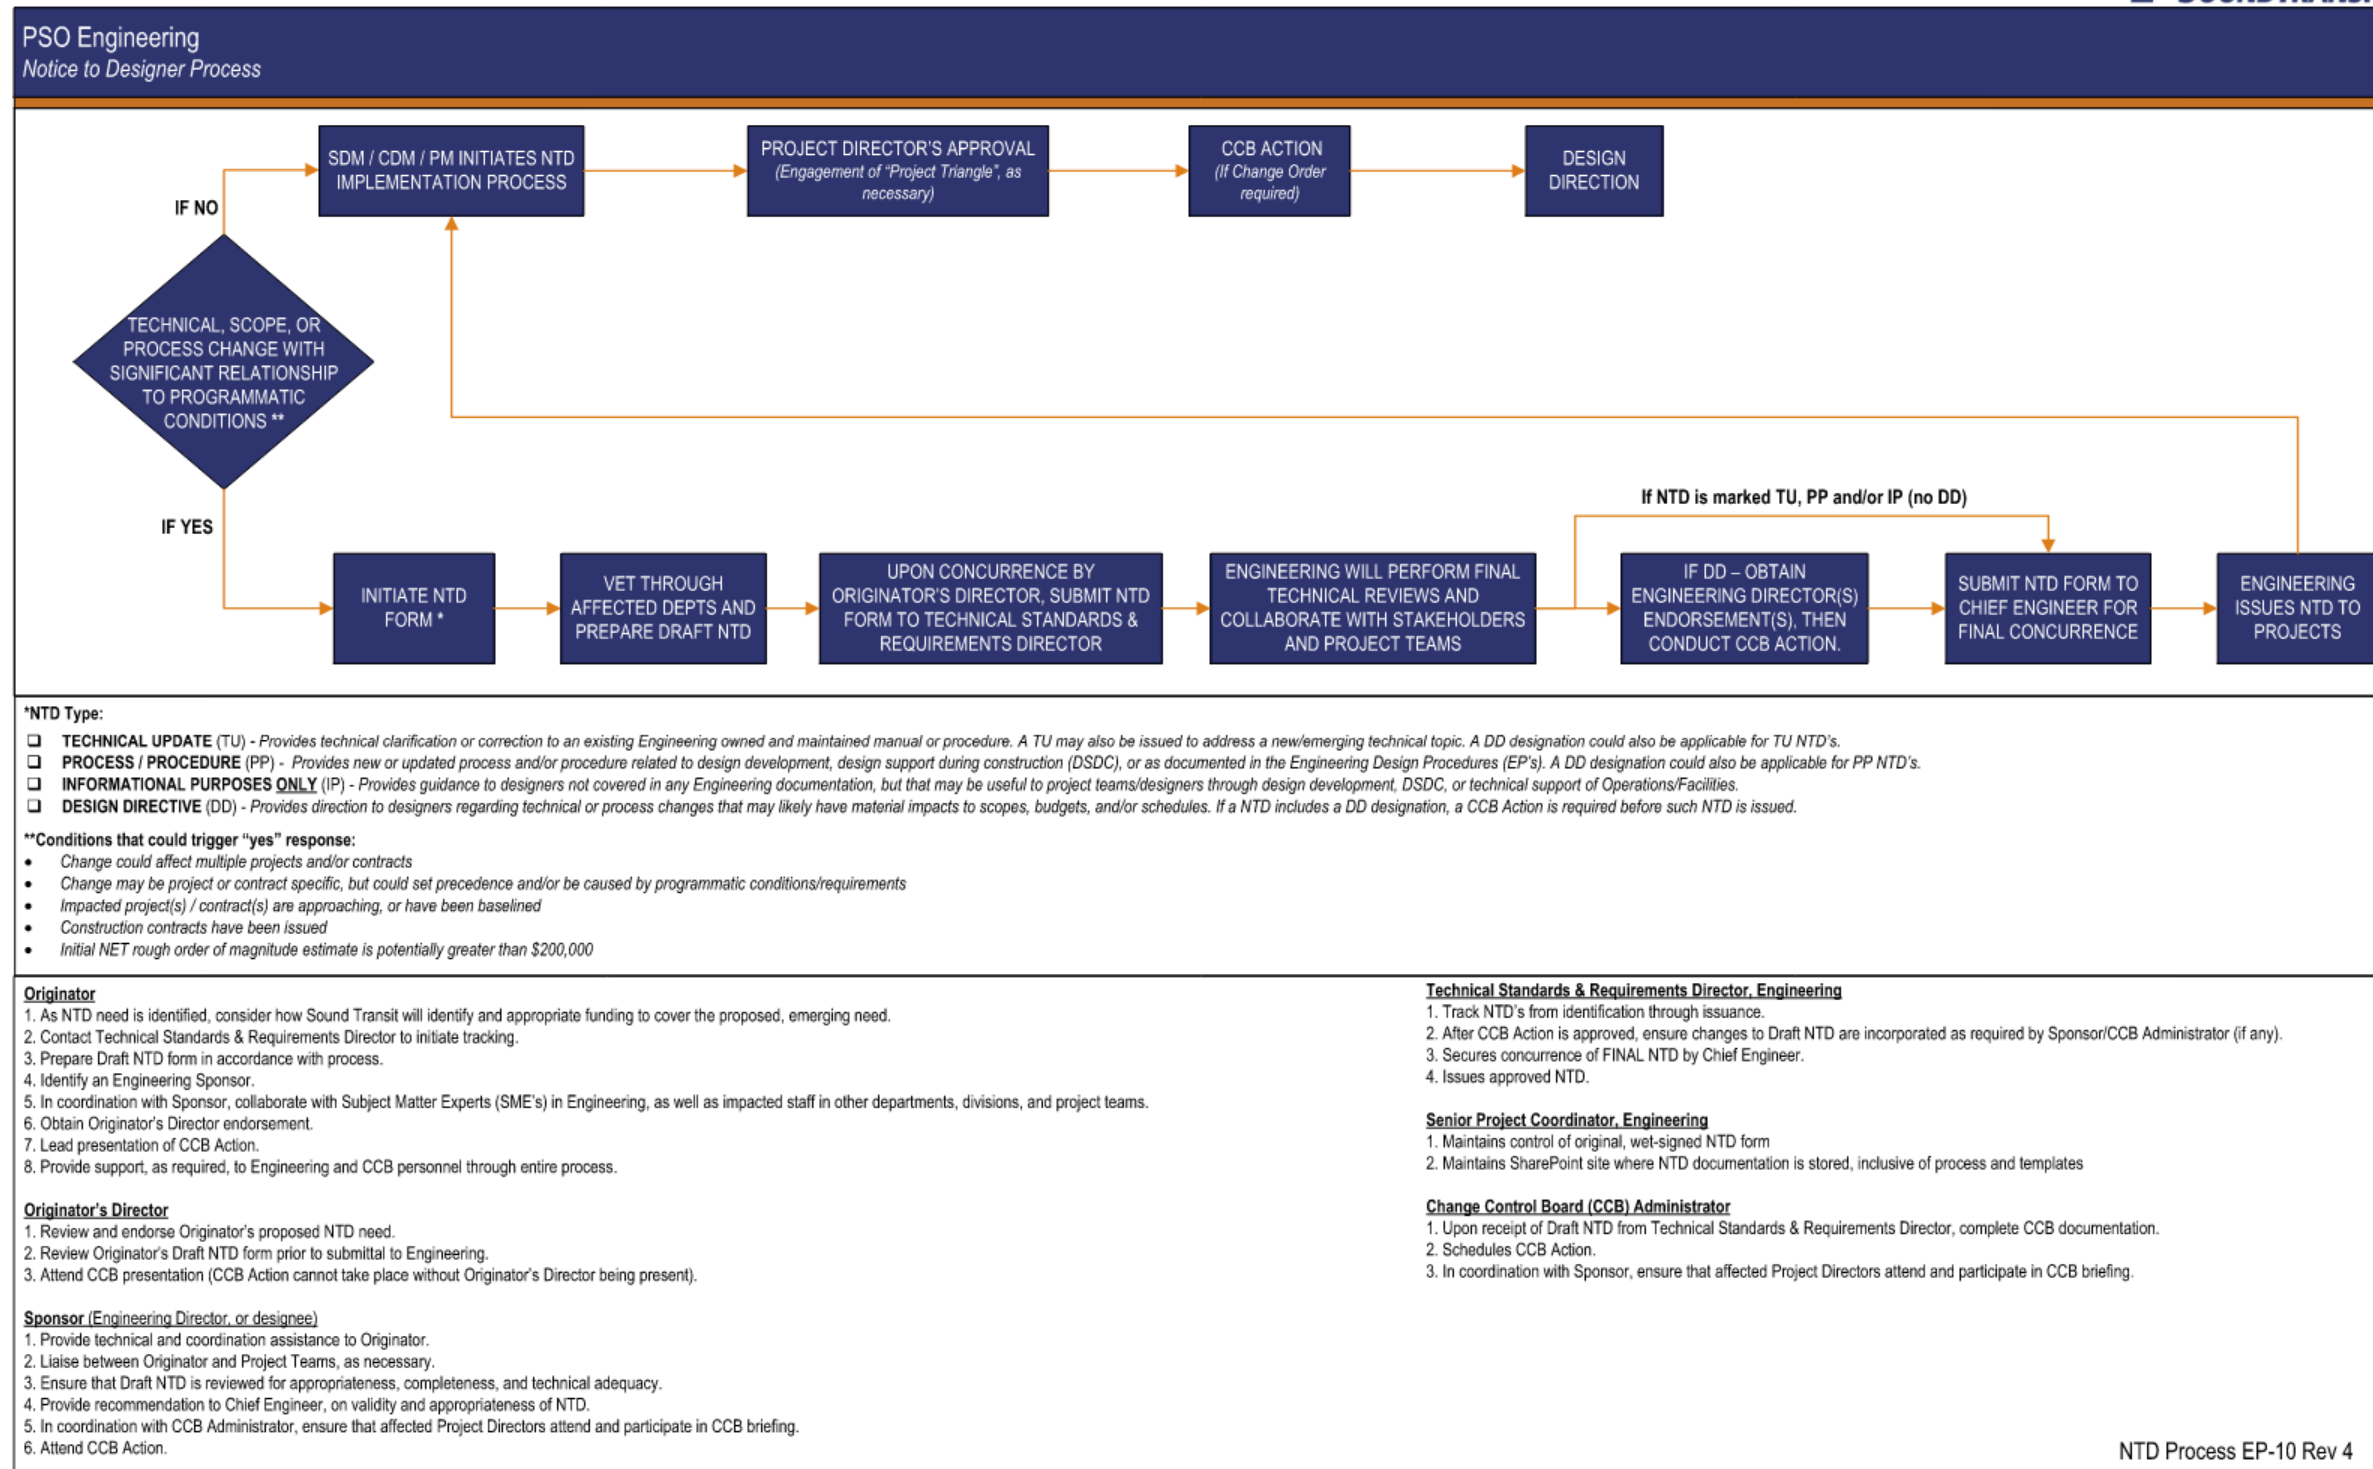 PSO Engineering
Notice to Designer Process
SDM / CDM / PM INITIATES NTD
IMPLEMENTATION PROCESS
PROJECT DIRECTOR'S APPROVAL
(Engagement of "Project Triangle", as
necessary)
CCB ACTION
(If Change Order
required)
DESIGN
DIRECTION
IF NO
TECHNICAL, SCOPE, OR
PROCESS CHANGE WITH
SIGNIFICANT RELATIONSHIP
TO PROGRAMMATIC
CONDITIONS **
IF YES
If NTD is marked TU, PP and/or IP (no DD)
INITIATE NTD
FORM *
VET THROUGH
AFFECTED DEPTS AND
PREPARE DRAFT NTD
UPON CONCURRENCE BY
ORIGINATOR'S DIRECTOR, SUBMIT NTD
FORM TO TECHNICAL STANDARDS &
REQUIREMENTS DIRECTOR
ENGINEERING WILL PERFORM FINAL
TECHNICAL REVIEWS AND
COLLABORATE WITH STAKEHOLDERS
AND PROJECT TEAMS
IF DD – OBTAIN
ENGINEERING DIRECTOR(S)
ENDORSEMENT(S), THEN
CONDUCT CCB ACTION.
SUBMIT NTD FORM TO
CHIEF ENGINEER FOR
FINAL CONCURRENCE
ENGINEERING
ISSUES NTD TO
PROJECTS
*NTD Type:
❑ TECHNICAL UPDATE (TU) - Provides technical clarification or correction to an existing Engineering owned and maintained manual or procedure. A TU may also be issued to address a new/emerging technical topic. A DD designation could also be applicable for TU NTD's.
❑ PROCESS / PROCEDURE (PP) - Provides new or updated process and/or procedure related to design development, design support during construction (DSDC), or as documented in the Engineering Design Procedures (EP's). A DD designation could also be applicable for PP NTD's.
❑ INFORMATIONAL PURPOSES ONLY (IP) - Provides guidance to designers not covered in any Engineering documentation, but that may be useful to project teams/designers through design development, DSDC, or technical support of Operations/Facilities.
❑ DESIGN DIRECTIVE (DD) - Provides direction to designers regarding technical or process changes that may likely have material impacts to scopes, budgets, and/or schedules. If a NTD includes a DD designation, a CCB Action is required before such NTD is issued.
**Conditions that could trigger "yes" response:
• Change could affect multiple projects and/or contracts
• Change may be project or contract specific, but could set precedence and/or be caused by programmatic conditions/requirements
• Impacted project(s) / contract(s) are approaching, or have been baselined
• Construction contracts have been issued
• Initial NET rough order of magnitude estimate is potentially greater than $200,000
Originator
1. As NTD need is identified, consider how Sound Transit will identify and appropriate funding to cover the proposed, emerging need.
2. Contact Technical Standards & Requirements Director to initiate tracking.
3. Prepare Draft NTD form in accordance with process.
4. Identify an Engineering Sponsor.
5. In coordination with Sponsor, collaborate with Subject Matter Experts (SME's) in Engineering, as well as impacted staff in other departments, divisions, and project teams.
6. Obtain Originator's Director endorsement.
7. Lead presentation of CCB Action.
8. Provide support, as required, to Engineering and CCB personnel through entire process.
Originator's Director
1. Review and endorse Originator's proposed NTD need.
2. Review Originator's Draft NTD form prior to submittal to Engineering.
3. Attend CCB presentation (CCB Action cannot take place without Originator's Director being present).
Sponsor (Engineering Director, or designee)
1. Provide technical and coordination assistance to Originator.
2. Liaise between Originator and Project Teams, as necessary.
3. Ensure that Draft NTD is reviewed for appropriateness, completeness, and technical adequacy.
4. Provide recommendation to Chief Engineer, on validity and appropriateness of NTD.
5. In coordination with CCB Administrator, ensure that affected Project Directors attend and participate in CCB briefing.
6. Attend CCB Action.
Technical Standards & Requirements Director, Engineering
1. Track NTD's from identification through issuance.
2. After CCB Action is approved, ensure changes to Draft NTD are incorporated as required by Sponsor/CCB Administrator (if any).
3. Secures concurrence of FINAL NTD by Chief Engineer.
4. Issues approved NTD.
Senior Project Coordinator, Engineering
1. Maintains control of original, wet-signed NTD form
2. Maintains SharePoint site where NTD documentation is stored, inclusive of process and templates
Change Control Board (CCB) Administrator
1. Upon receipt of Draft NTD from Technical Standards & Requirements Director, complete CCB documentation.
2. Schedules CCB Action.
3. In coordination with Sponsor, ensure that affected Project Directors attend and participate in CCB briefing.
NTD Process EP-10 Rev 4